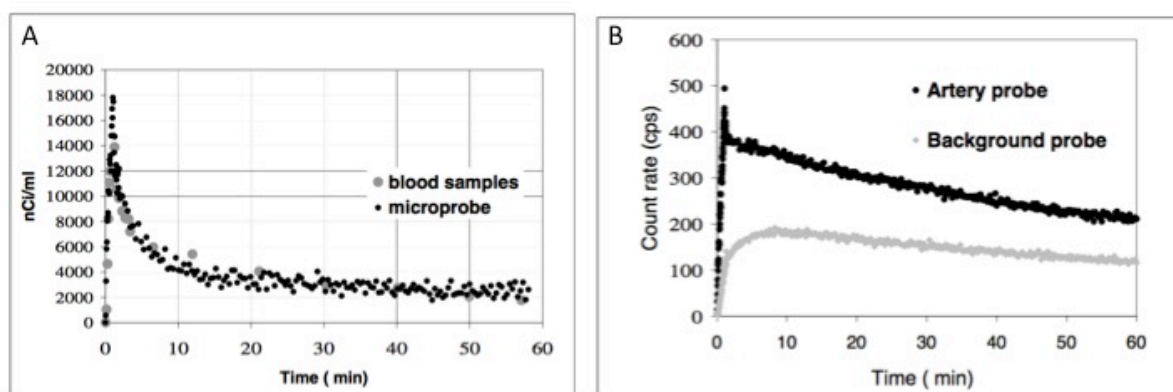 A
nCi/ml
20000
18000
16000
14000
12000
10000
8000
6000
4000
2000
0
blood samples
microprobe
0 10 20 30 40 50 60
Time ( min)
B
Count rate (cps)
600
500
400
300
200
100
0
Artery probe
Background probe
0 10 20 30 40 50 60
Time ( min)